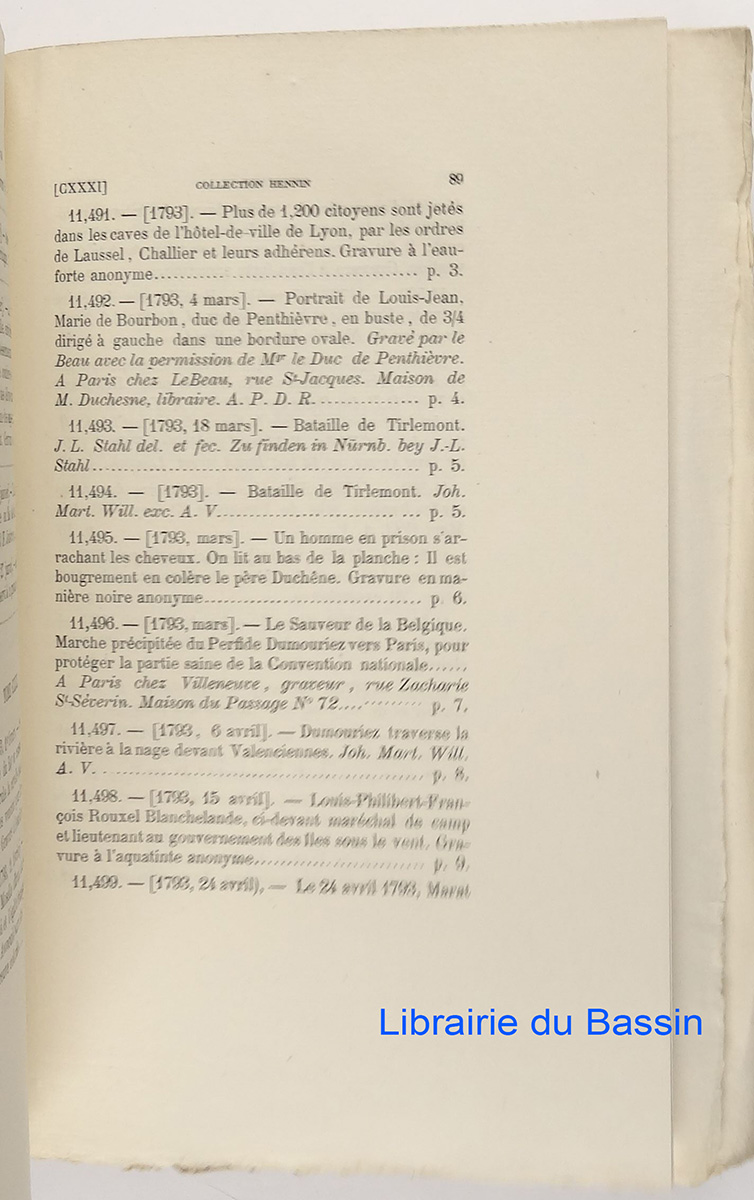 [CXXXI] COLLECTION HENNIN 89
11,491. — [1793]. — Plus de 1,200 citoyens sont jetés
dans les caves de l'hôtel-de-ville de Lyon, par les ordres
de Laussel, Challier et leurs adhérens. Gravure à l'eau-
forte anonyme........................................ p. 3.
11,492. — [1793, 4 mars]. — Portrait de Louis-Jean,
Marie de Bourbon, duc de Penthièvre, en buste, de 3/4
dirigé à gauche dans une bordure ovale. Gravé par le
Beau avec la permission de Mgr le Duc de Penthièvre.
A Paris chez LeBeau, rue St-Jacques. Maison de
M. Duchesne, libraire. A. P. D. R................ p. 4.
11,493. — [1793, 18 mars]. — Bataille de Tirlemont.
J. L. Stahl del. et fec. Zu finden in Nürnb. bey J.-L.
Stahl.................................................. p. 5.
11,494. — [1793]. — Bataille de Tirlemont. Joh.
Mart. Will. exc. A. V............................. p. 5.
11,495. — [1793, mars]. — Un homme en prison s'ar-
rachant les cheveux. On lit au bas de la planche : Il est
bougrement en colère le père Duchêne. Gravure en ma-
nière noire anonyme................................ p. 6.
11,496. — [1793, mars]. — Le Sauveur de la Belgique.
Marche précipitée du Perfide Dumouriez vers Paris, pour
protéger la partie saine de la Convention nationale......
A Paris chez Villeneuve, graveur, rue Zacharie
St-Séverin. Maison du Passage N° 72............ p. 7.
11,497. — [1793, 6 avril]. — Dumouriez traverse la
rivière à la nage devant Valenciennes. Joh. Mart. Will.
A. V............................................... p. 8.
11,498. — [1793, 15 avril]. — Louis-Philibert-Fran-
çois Rouxel Blanchelande, ci-devant maréchal de camp
et lieutenant au gouvernement des îles sous le vent. Gra-
vure à l'aquatinte anonyme......................... p. 9.
11,499. — [1793, 24 avril), — Le 24 avril 1793, Marat
Librairie du Bassin